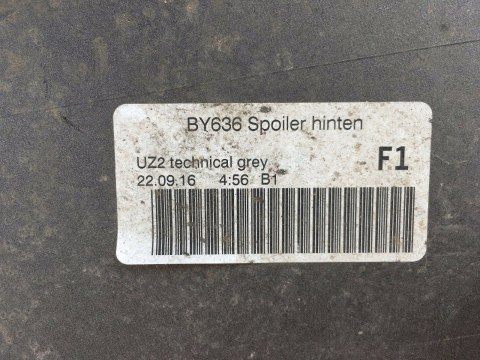 BY636 Spoiler hinten
UZ2 technical grey F1
22.09.16 4:56 B1